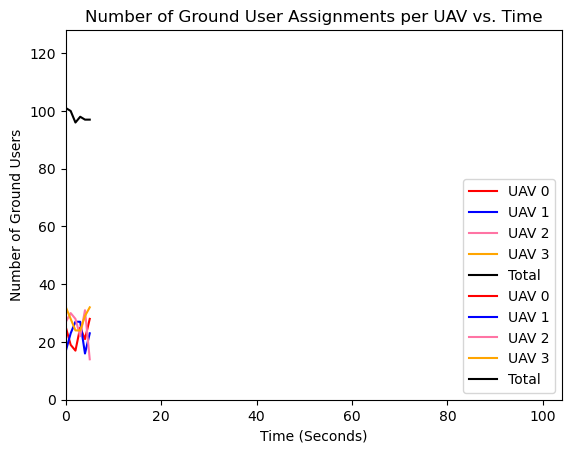 Number of Ground User Assignments per UAV vs. Time
Number of Ground Users
120
100
80
60
40
20
0
0 20 40 60 80 100
Time (Seconds)
UAV 0
UAV 1
UAV 2
UAV 3
Total
UAV 0
UAV 1
UAV 2
UAV 3
Total